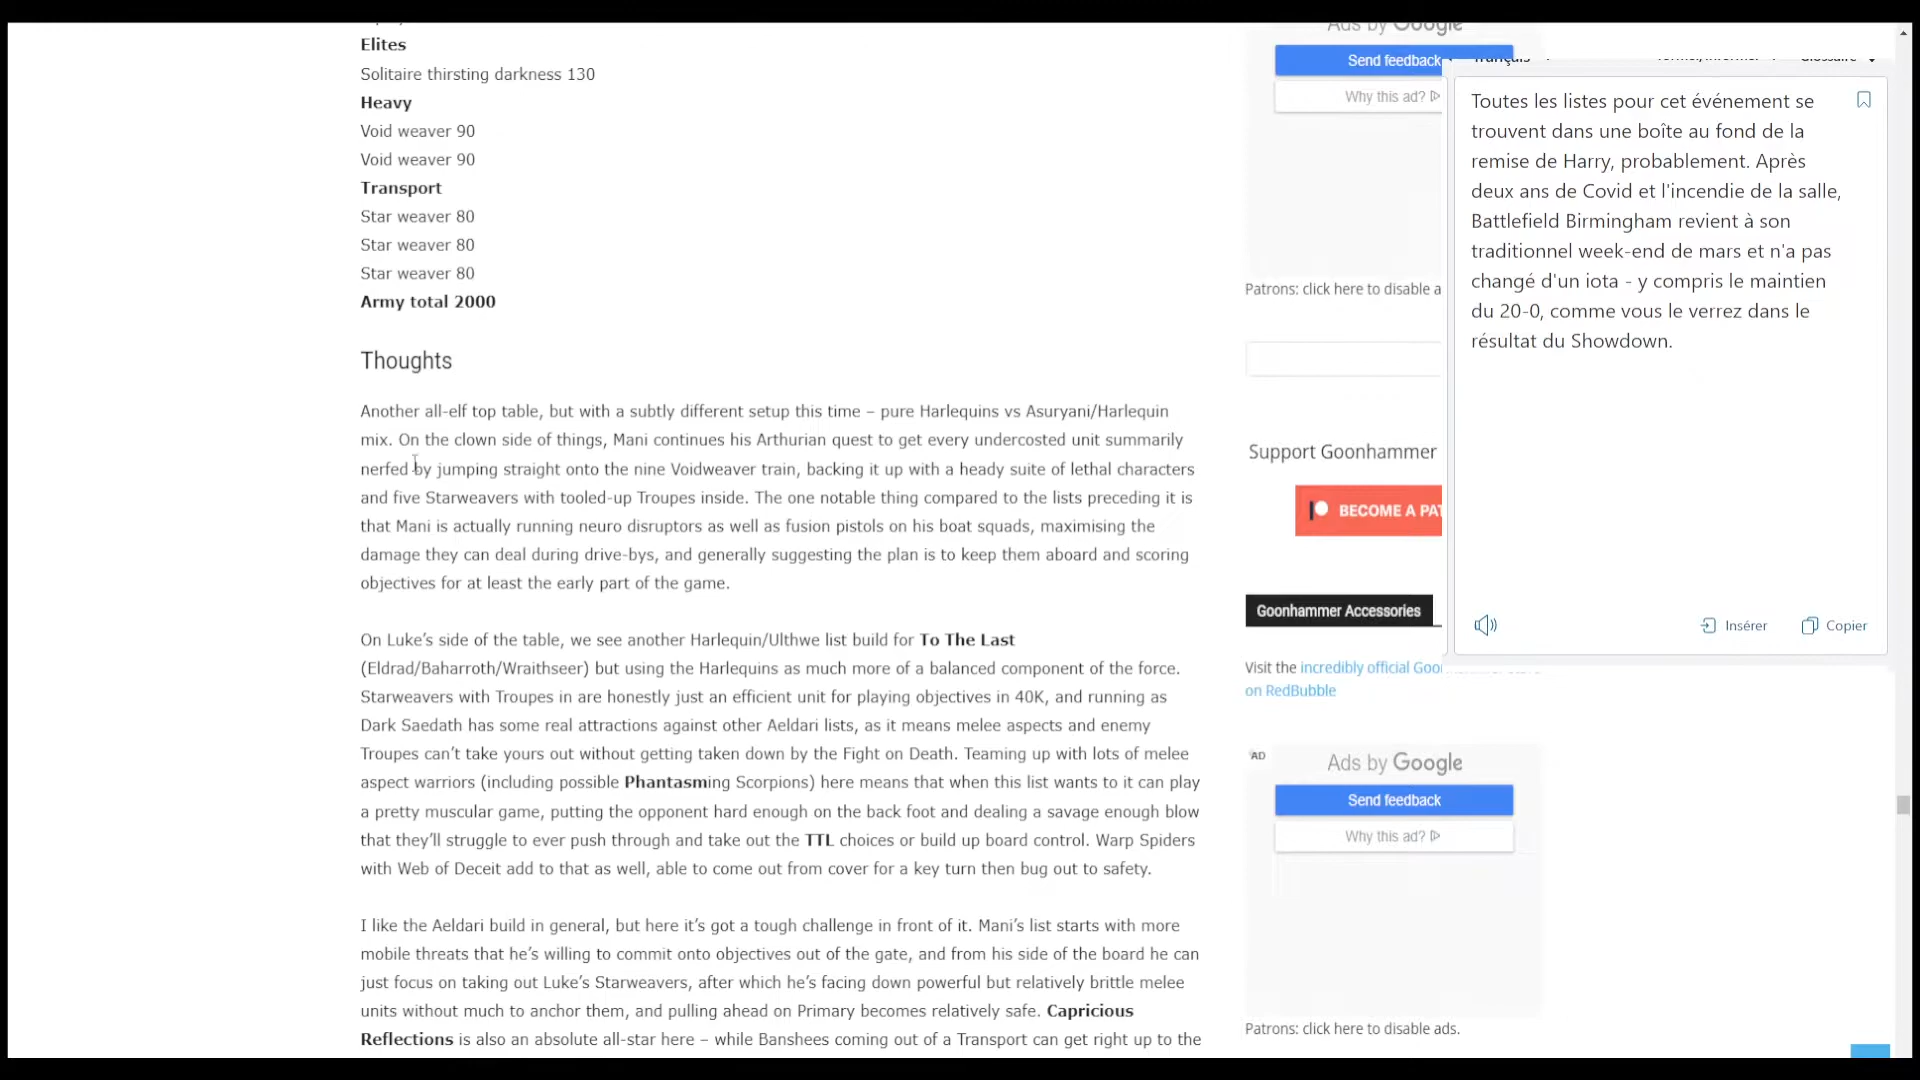 Elites
Solitaire thirsting darkness 130
Heavy
Void weaver 90
Void weaver 90
Transport
Star weaver 80
Star weaver 80
Star weaver 80
Army total 2000
Thoughts
Another all-elf top table, but with a subtly different setup this time – pure Harlequins vs Asuryani/Harlequin
mix. On the clown side of things, Mani continues his Arthurian quest to get every undercosted unit summarily
nerfed by jumping straight onto the nine Voidweaver train, backing it up with a heady suite of lethal characters
and five Starweavers with tooled-up Troupes inside. The one notable thing compared to the lists preceding it is
that Mani is actually running neuro disruptors as well as fusion pistols on his boat squads, maximising the
damage they can deal during drive-bys, and generally suggesting the plan is to keep them aboard and scoring
objectives for at least the early part of the game.
On Luke’s side of the table, we see another Harlequin/Ulthwe list build for To The Last
(Eldrad/Baharroth/Wraithseer) but using the Harlequins as much more of a balanced component of the force.
Starweavers with Troupes in are honestly just an efficient unit for playing objectives in 40K, and running as
Dark Saedath has some real attractions against other Aeldari lists, as it means melee aspects and enemy
Troupes can’t take yours out without getting taken down by the Fight on Death. Teaming up with lots of melee
aspect warriors (including possible Phantasming Scorpions) here means that when this list wants to it can play
a pretty muscular game, putting the opponent hard enough on the back foot and dealing a savage enough blow
that they’ll struggle to ever push through and take out the TTL choices or build up board control. Warp Spiders
with Web of Deceit add to that as well, able to come out from cover for a key turn then bug out to safety.
I like the Aeldari build in general, but here it’s got a tough challenge in front of it. Mani’s list starts with more
mobile threats that he’s willing to commit onto objectives out of the gate, and from his side of the board he can
just focus on taking out Luke’s Starweavers, after which he’s facing down powerful but relatively brittle melee
units without much to anchor them, and pulling ahead on Primary becomes relatively safe. Capricious
Reflections is also an absolute all-star here – while Banshees coming out of a Transport can get right up to the
Ads by Google
Send feedback
Why this ad?
Patrons: click here to disable a
Support Goonhammer
BECOME A PAT
Goonhammer Accessories
Visit the incredibly official Goo
on RedBubble
AD
Ads by Google
Send feedback
Why this ad?
Patrons: click here to disable ads.
français
Glossaire
Toutes les listes pour cet événement se
trouvent dans une boîte au fond de la
remise de Harry, probablement. Après
deux ans de Covid et l'incendie de la salle,
Battlefield Birmingham revient à son
traditionnel week-end de mars et n'a pas
changé d'un iota - y compris le maintien
du 20-0, comme vous le verrez dans le
résultat du Showdown.
Insérer
Copier